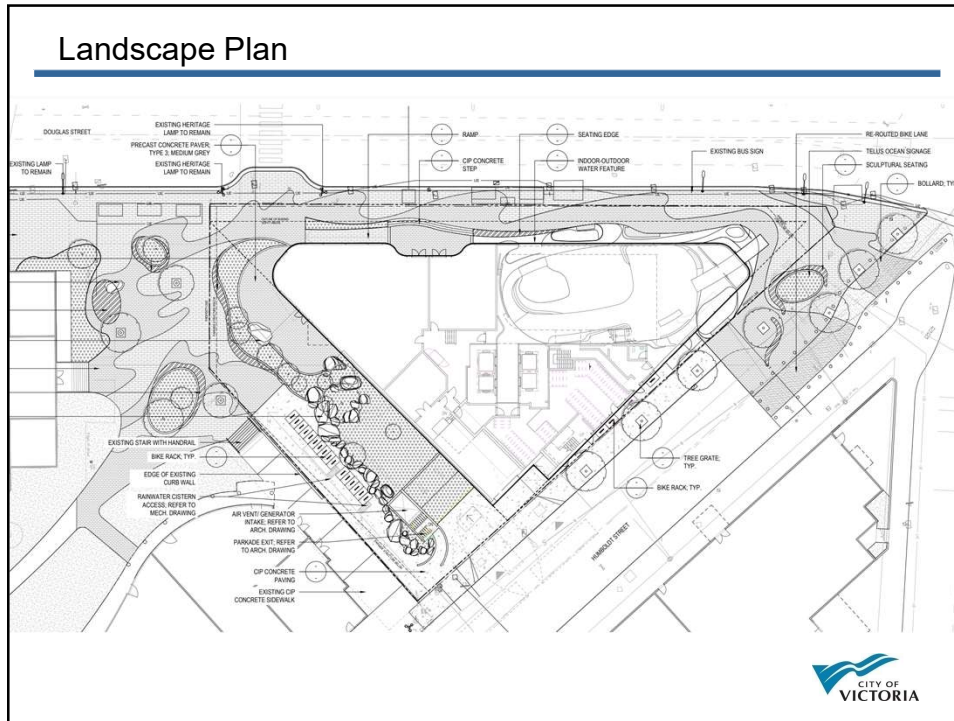 Landscape Plan
DOUGLAS STREET
EXISTING HERITAGE
LAMP TO REMAIN
PRECAST CONCRETE PAVER;
TYPE 3; MEDIUM GREY
EXISTING HERITAGE
LAMP TO REMAIN
EXISTING LAMP
TO REMAIN
RAMP
CIP CONCRETE
STEP
SEATING EDGE
INDOOR-OUTDOOR
WATER FEATURE
EXISTING BUS SIGN
RE-ROUTED BIKE LANE
TELUS OCEAN SIGNAGE
SCULPTURAL SEATING
BOLLARD; TY
EXISTING STAIR WITH HANDRAIL
BIKE RACK; TYP.
EDGE OF EXISTING
CURB WALL
RAINWATER CISTERN
ACCESS; REFER TO
MECH. DRAWING
AIR VENT/ GENERATOR
INTAKE; REFER TO
ARCH. DRAWING
PARKADE EXIT; REFER
TO ARCH. DRAWING
CIP CONCRETE
PAVING
EXISTING CIP
CONCRETE SIDEWALK
TREE GRATE;
TYP.
BIKE RACK; TYP.
HUMBOLDT STREET
CITY OF
VICTORIA